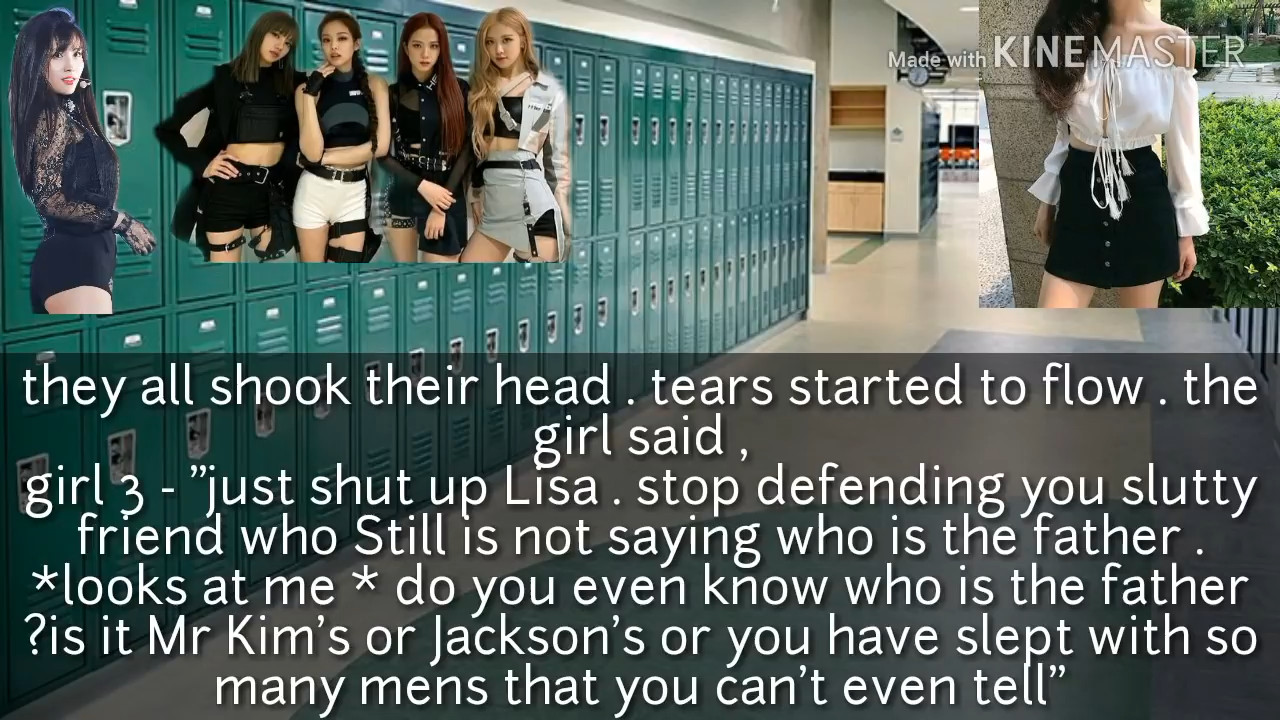 Made with KINEMASTER
they all shook their head . tears started to flow . the
girl said ,
girl 3 - ”just shut up Lisa . stop defending you slutty
friend who Still is not saying who is the father .
*looks at me * do you even know who is the father
?is it Mr Kim’s or Jackson’s or you have slept with so
many mens that you can’t even tell”